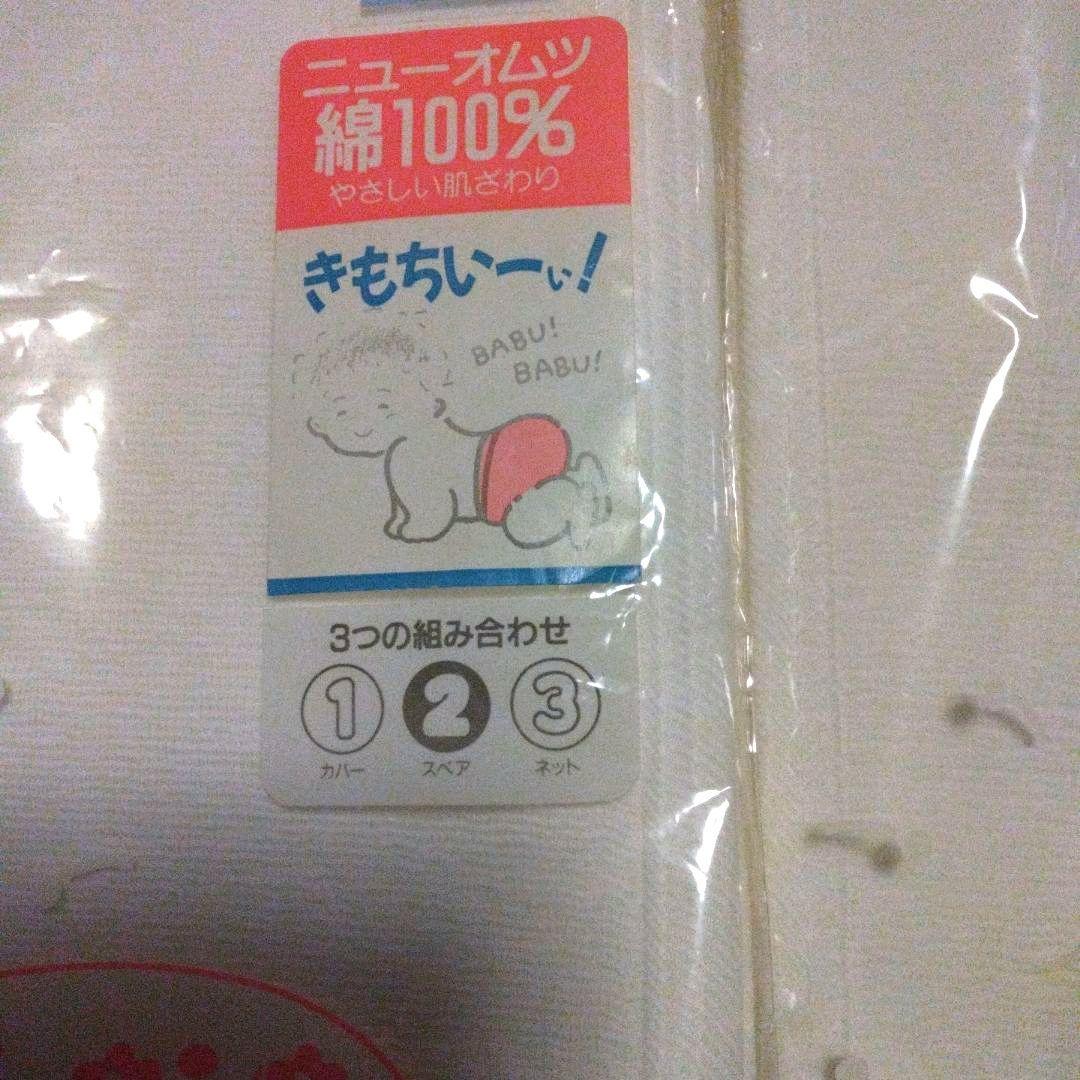 ニューオムツ
綿100%
やさしい肌ざわり
きもちいーぃ!
BABU!
BABU!
3つの組み合わせ
1 2 3
カバー スペア ネット